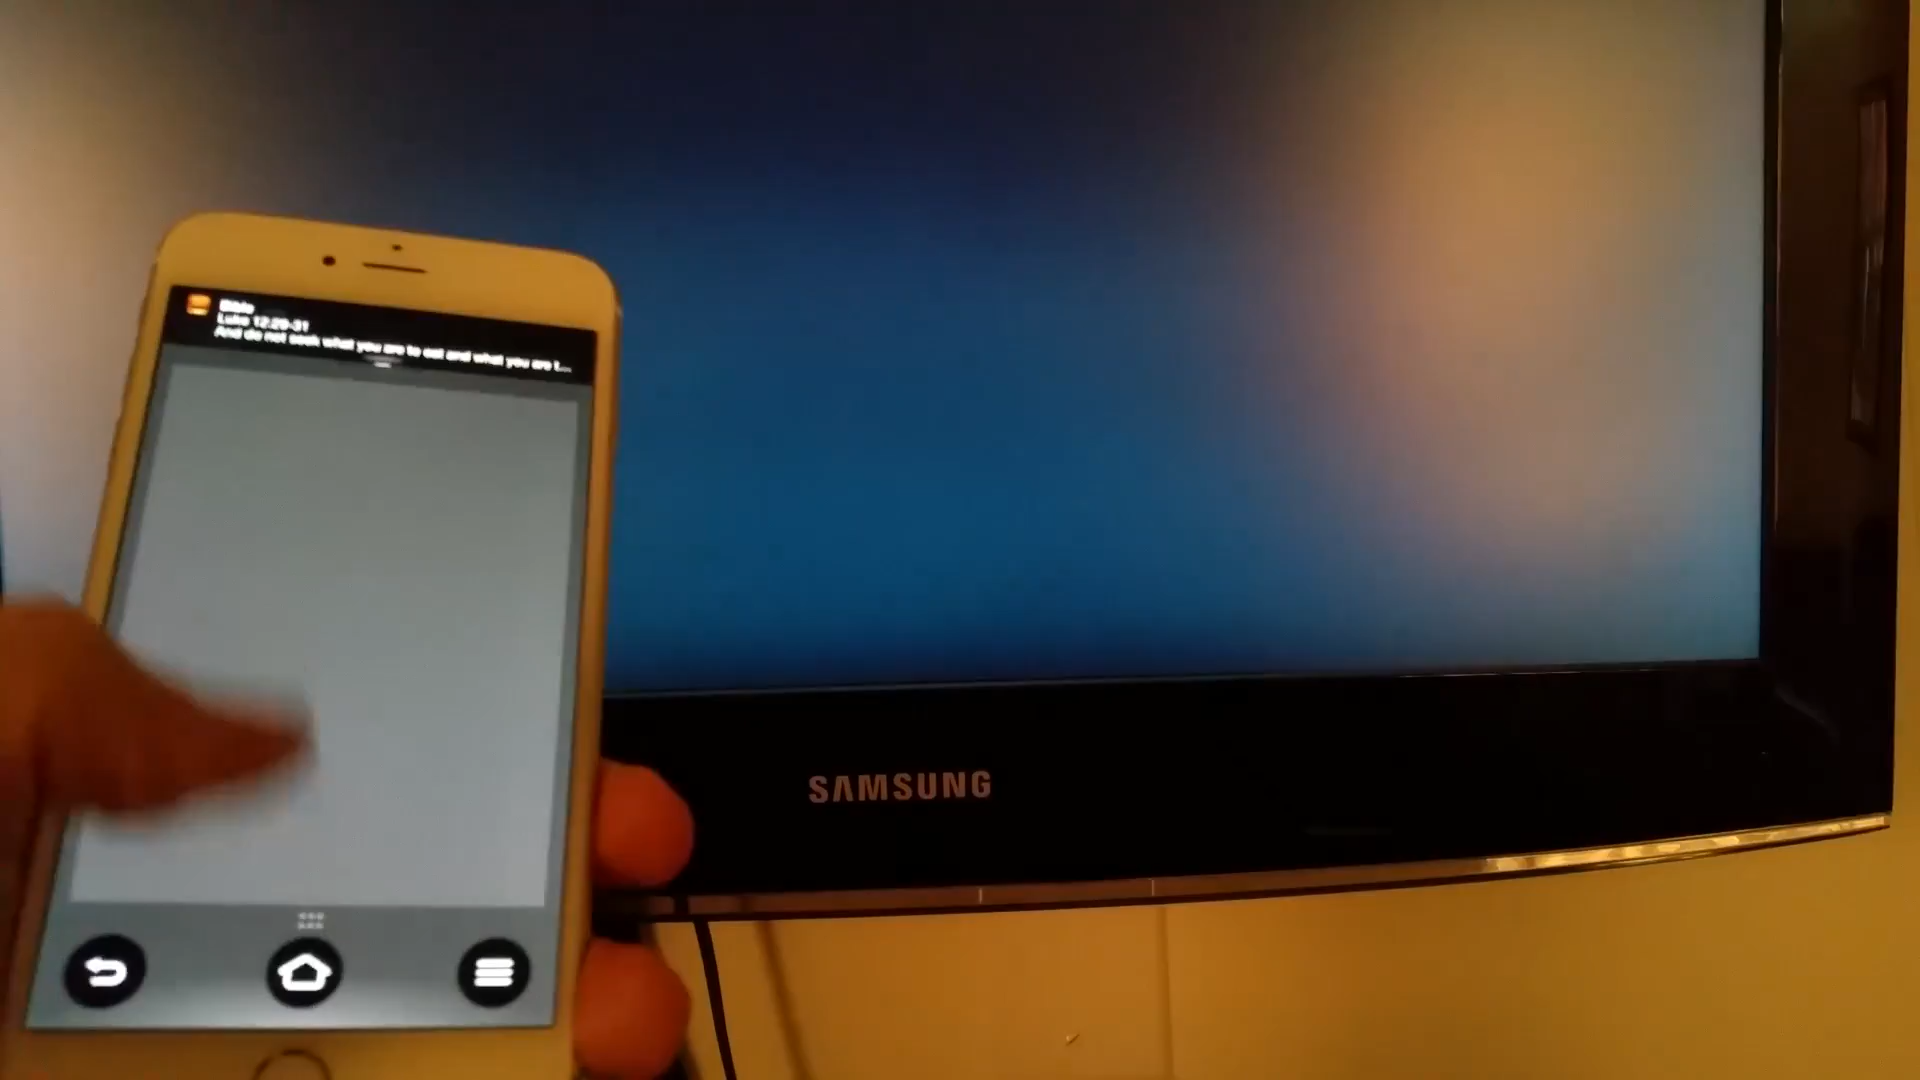 Bible
Luke 12:29-31
And do not seek what you are to eat and what you are t...
SAMSUNG